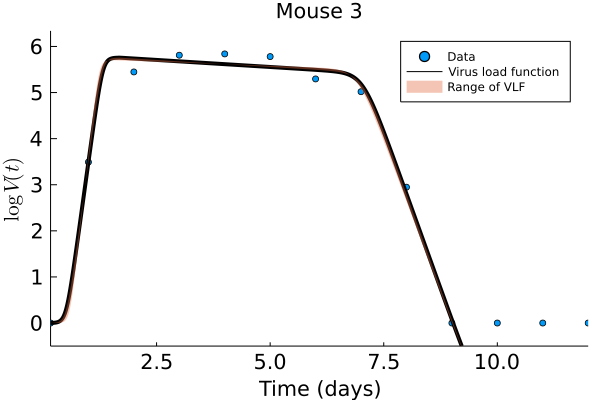 Mouse 3
Data
Virus load function
Range of VLF
6
5
4
3
2
1
0
log V(t)
2.5 5.0 7.5 10.0
Time (days)